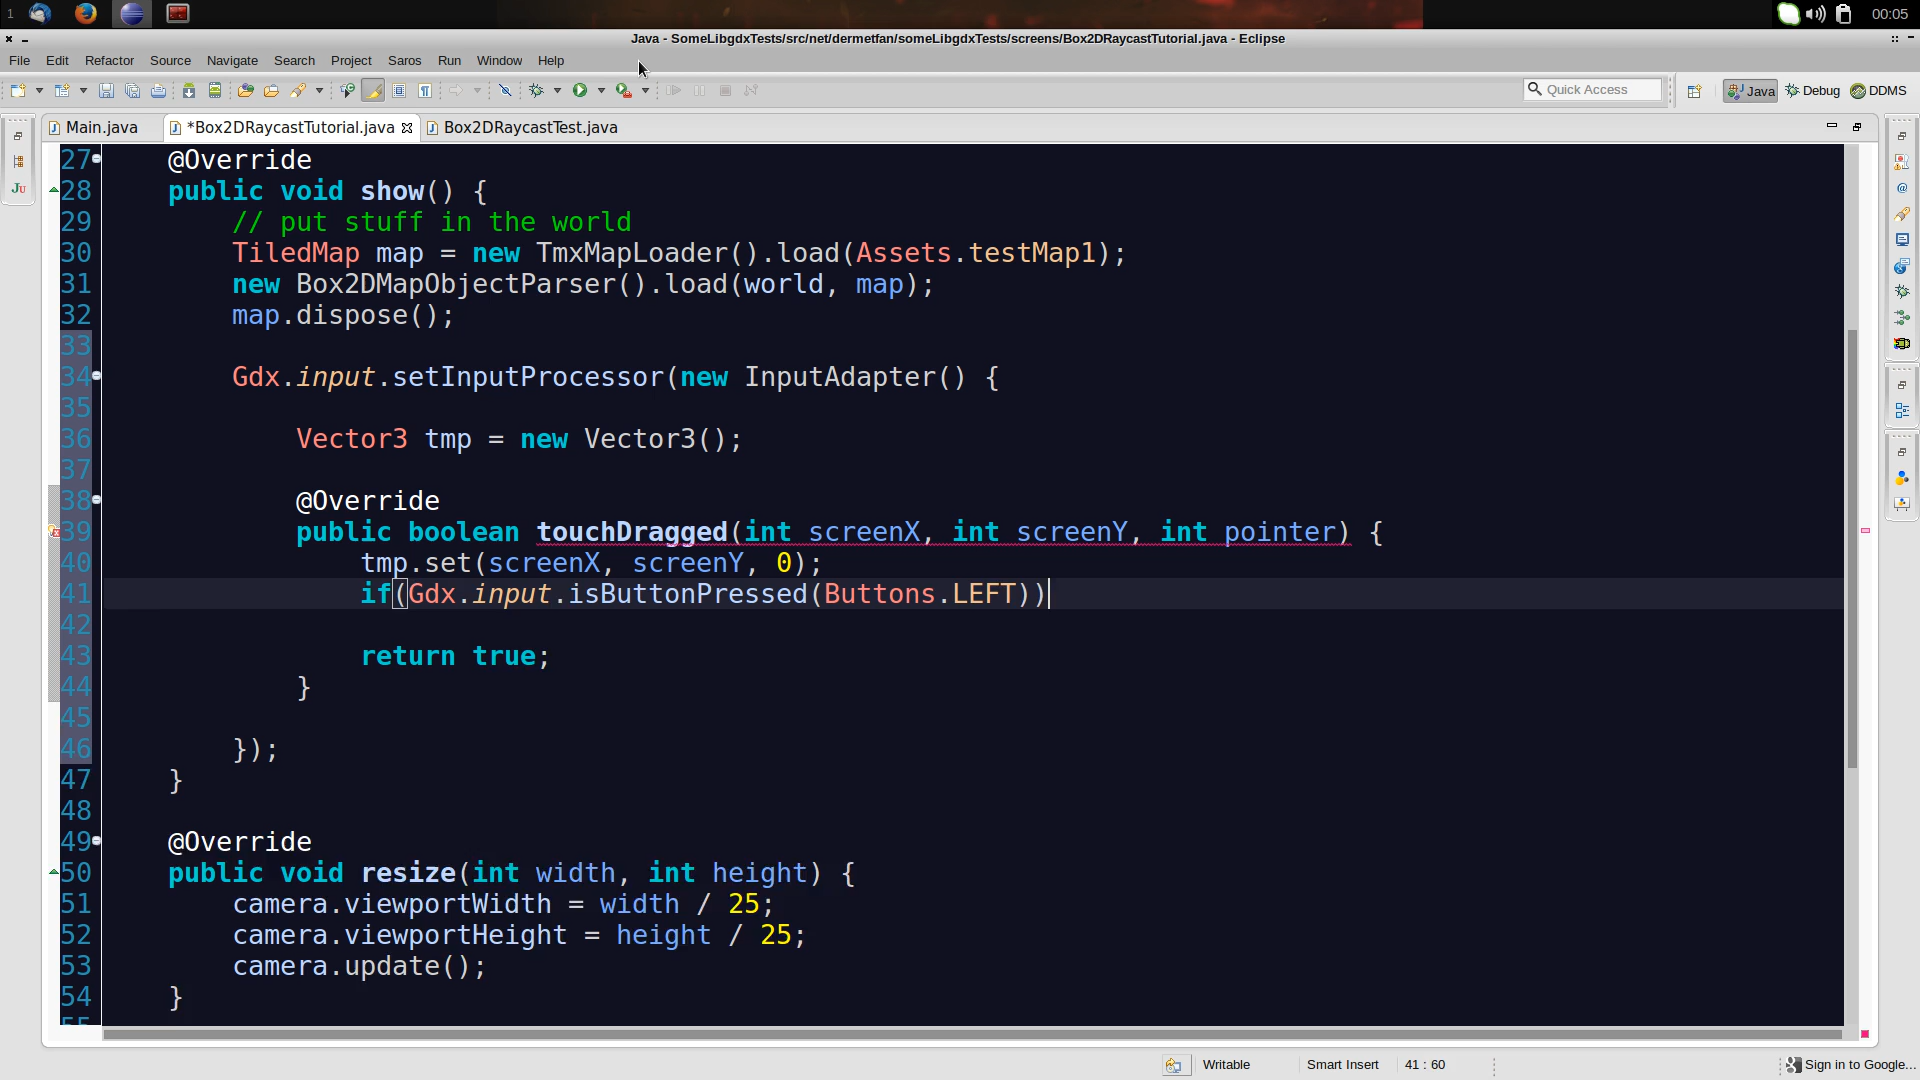 1
00:05
Java - SomeLibgdxTests/src/net/dermetfan/someLibgdxTests/screens/Box2DRaycastTutorial.java - Eclipse
File Edit Refactor Source Navigate Search Project Saros Run Window Help
Quick Access
Java Debug DDMS
Main.java *Box2DRaycastTutorial.java Box2DRaycastTest.java
27 @Override
28 public void show() {
29 // put stuff in the world
30 TiledMap map = new TmxMapLoader().load(Assets.testMap1);
31 new Box2DMapObjectParser().load(world, map);
32 map.dispose();
33
34 Gdx.input.setInputProcessor(new InputAdapter() {
35
36 Vector3 tmp = new Vector3();
37
38 @Override
39 public boolean touchDragged(int screenX, int screenY, int pointer) {
40 tmp.set(screenX, screenY, 0);
41 if(Gdx.input.isButtonPressed(Buttons.LEFT))
42
43 return true;
44 }
45
46 });
47 }
48
49 @Override
50 public void resize(int width, int height) {
51 camera.viewportWidth = width / 25;
52 camera.viewportHeight = height / 25;
53 camera.update();
54 }
55
JU
@
Writable Smart Insert 41 : 60 Sign in to Google...